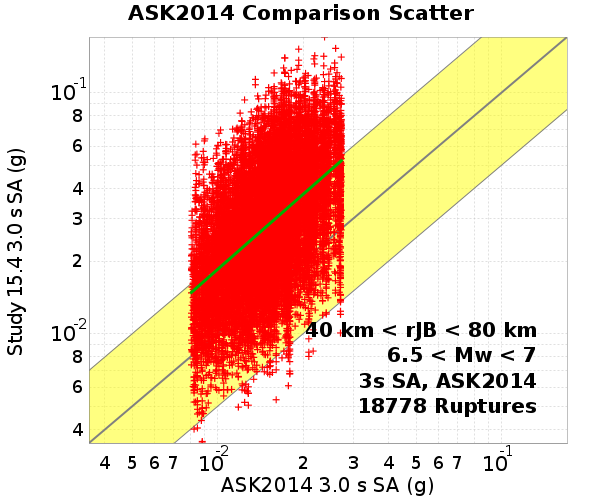 ASK2014 Comparison Scatter
Study 15.4 3.0 s SA (g)
10⁻¹
8
6
4
3
2
10⁻²
8
6
4
40 km < rJB < 80 km
6.5 < Mw < 7
3s SA, ASK2014
18778 Ruptures
4 5 6 7 10⁻² 2 3 4 5 6 7 10⁻¹
ASK2014 3.0 s SA (g)